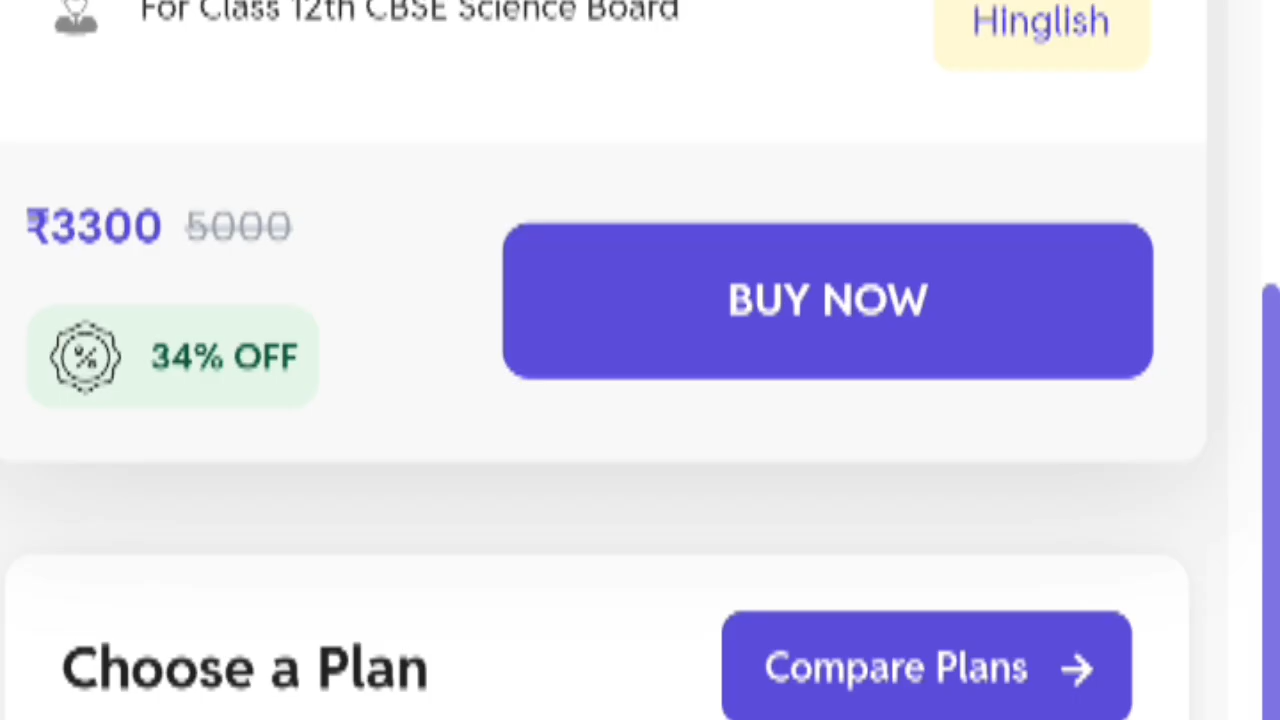 For Class 12th CBSE Science Board
Hinglish
₹3300 5000
34% OFF
BUY NOW
Choose a Plan
Compare Plans →